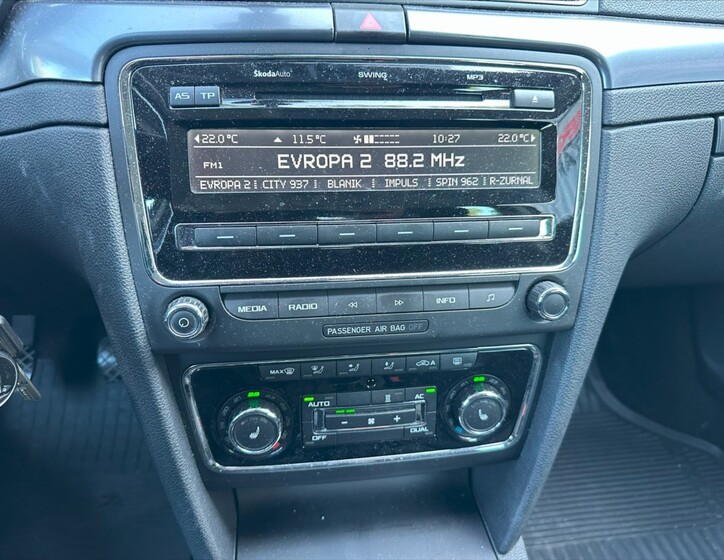 ŠkodaAuto SWING MP3
AS TP
22.0°C 11.5°C 10:27 22.0°C
FM1 EVROPA 2 88.2 MHz
EVROPA 2 CITY 937 BLANIK IMPULS SPIN 962 R-ZURNAL
MEDIA RADIO INFO
PASSENGER AIR BAG OFF
MAX A
22 22
AUTO AC
- +
OFF DUAL